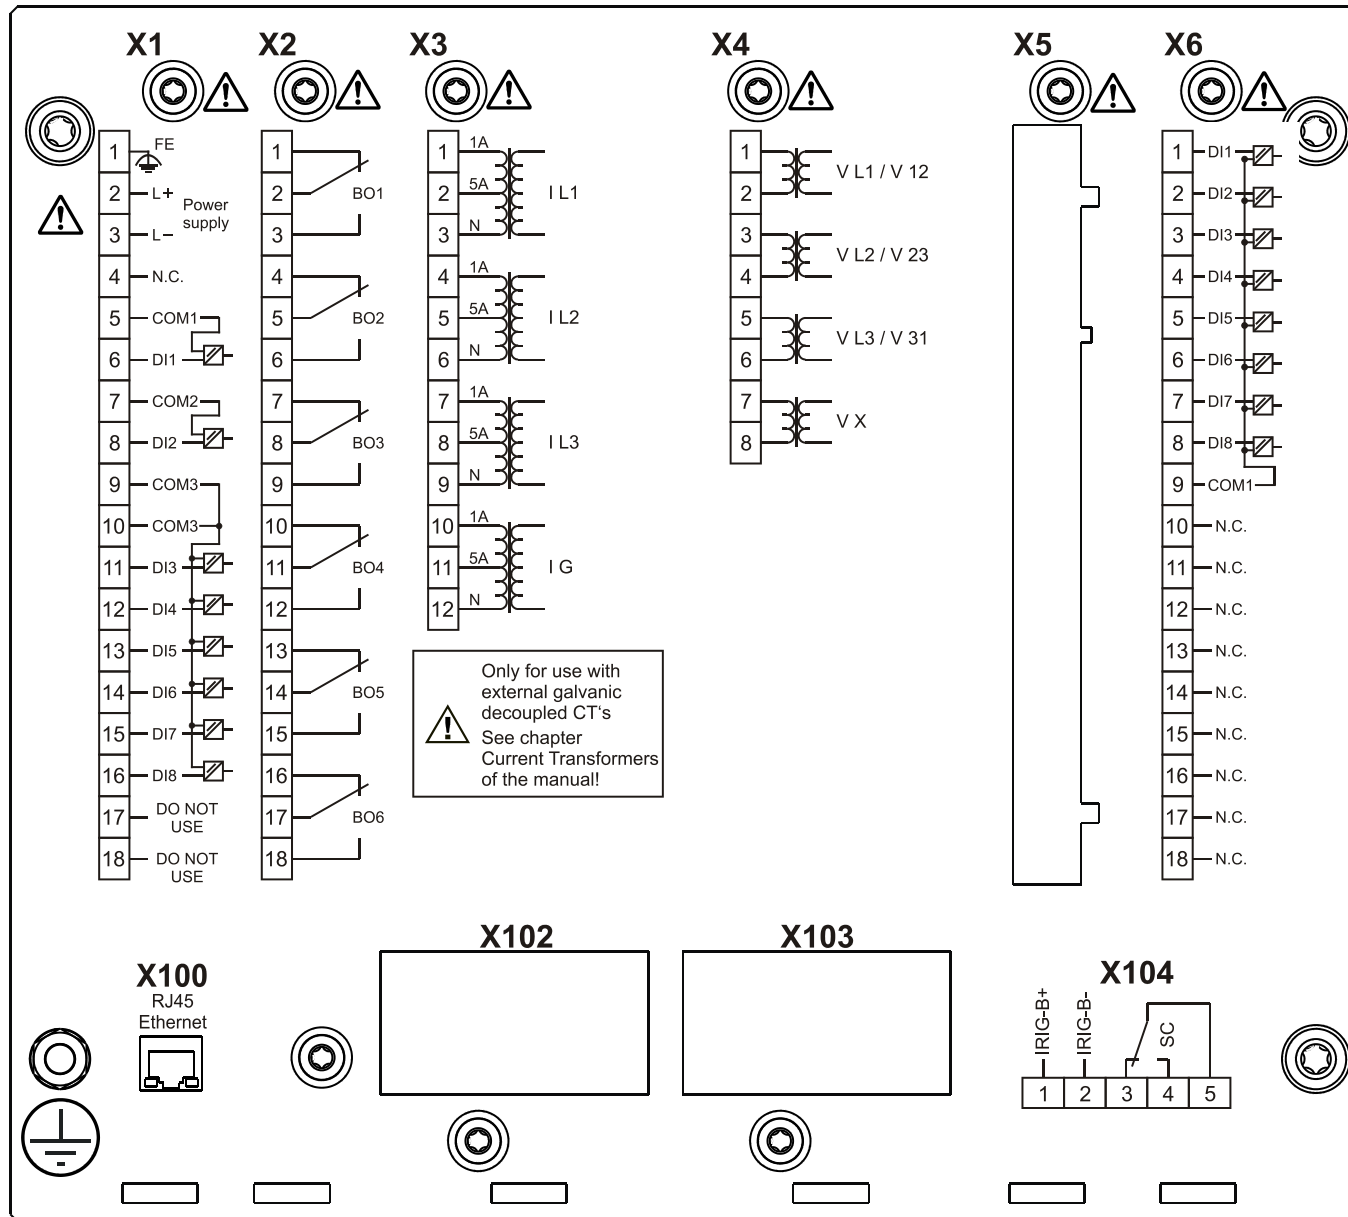 X1
X2
X3
X4
X5
X6
1 FE
2 L+
Power
supply
3 L−
4 N.C.
5 COM1
6 DI1
7 COM2
8 DI2
9 COM3
10 COM3
11 DI3
12 DI4
13 DI5
14 DI6
15 DI7
16 DI8
17 DO NOT
USE
18 DO NOT
USE
1
2 BO1
3
4
5 BO2
6
7
8 BO3
9
10
11 BO4
12
13
14 BO5
15
16
17 BO6
18
1 1A
2 5A I L1
3 N
4 1A
5 5A I L2
6 N
7 1A
8 5A I L3
9 N
10 1A
11 5A I G
12 N
Only for use with
external galvanic
decoupled CT‘s
See chapter
Current Transformers
of the manual!
1
V L1 / V 12
2
3
V L2 / V 23
4
5
V L3 / V 31
6
7
V X
8
1 DI1
2 DI2
3 DI3
4 DI4
5 DI5
6 DI6
7 DI7
8 DI8
9 COM1
10 N.C.
11 N.C.
12 N.C.
13 N.C.
14 N.C.
15 N.C.
16 N.C.
17 N.C.
18 N.C.
X100
RJ45
Ethernet
X102
X103
X104
IRIG-B+
IRIG-B-
SC
1 2 3 4 5